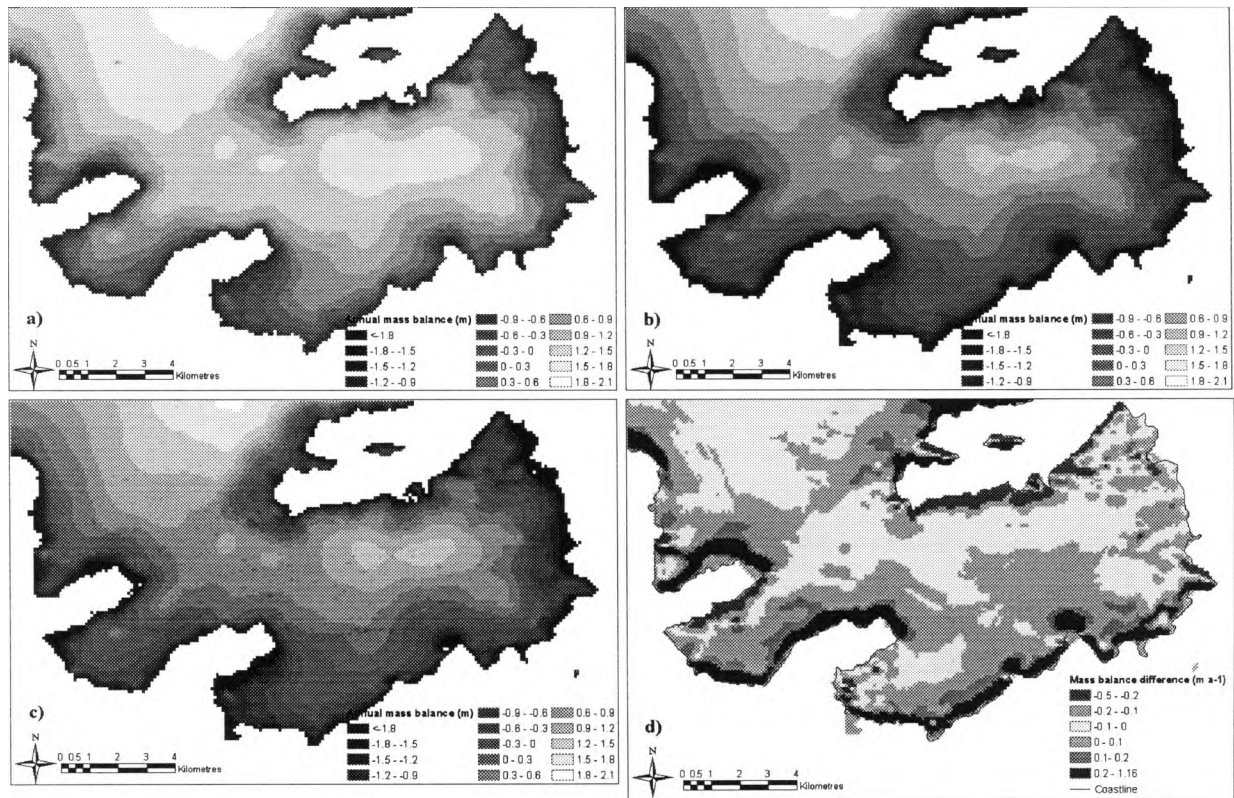 a)
Annual mass balance (m)
<-1.8
-1.8 - -1.5
-1.5 - -1.2
-1.2 - -0.9
-0.9 - -0.6
-0.6 - -0.3
-0.3 - 0
0 - 0.3
0.3 - 0.6
0.6 - 0.9
0.9 - 1.2
1.2 - 1.5
1.5 - 1.8
1.8 - 2.1
N
0 0.5 1 2 3 4
Kilometres
b)
Annual mass balance (m)
<-1.8
-1.8 - -1.5
-1.5 - -1.2
-1.2 - -0.9
-0.9 - -0.6
-0.6 - -0.3
-0.3 - 0
0 - 0.3
0.3 - 0.6
0.6 - 0.9
0.9 - 1.2
1.2 - 1.5
1.5 - 1.8
1.8 - 2.1
N
0 0.5 1 2 3 4
Kilometres
c)
Annual mass balance (m)
<-1.8
-1.8 - -1.5
-1.5 - -1.2
-1.2 - -0.9
-0.9 - -0.6
-0.6 - -0.3
-0.3 - 0
0 - 0.3
0.3 - 0.6
0.6 - 0.9
0.9 - 1.2
1.2 - 1.5
1.5 - 1.8
1.8 - 2.1
N
0 0.5 1 2 3 4
Kilometres
d)
Mass balance difference (m a-1)
-0.5 - -0.2
-0.2 - -0.1
-0.1 - 0
0 - 0.1
0.1 - 0.2
0.2 - 1.16
Coastline
N
0 0.5 1 2 3 4
Kilometres